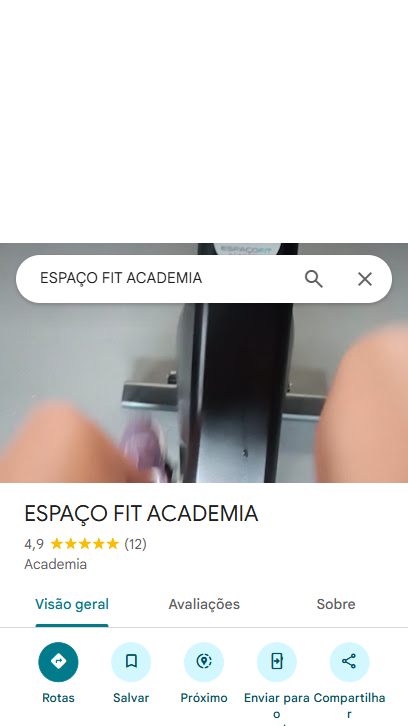 ESPAÇOFIT
ESPAÇO FIT ACADEMIA
ESPAÇO FIT ACADEMIA
4,9 ★★★★★ (12)
Academia
Visão geral Avaliações Sobre
Rotas Salvar Próximo Enviar para o Compartilhar